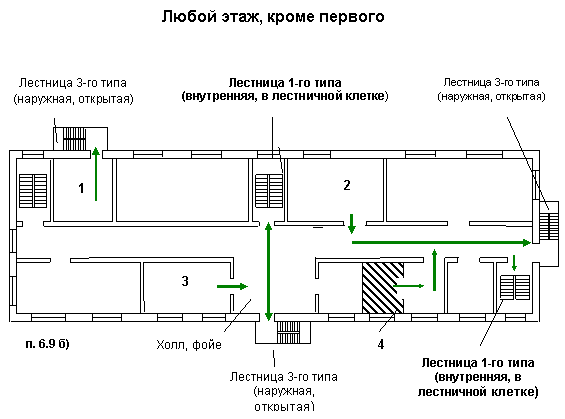 Любой этаж, кроме первого
Лестница 3-го типа
(наружная, открытая)
Лестница 1-го типа
(внутренняя, в лестничной клетке)
Лестница 3-го типа
(наружная, открытая)
1
2
3
п. 6.9 б)
Холл, фойе
4
Лестница 3-го типа
(наружная,
открытая)
Лестница 1-го типа
(внутренняя, в
лестничной клетке)